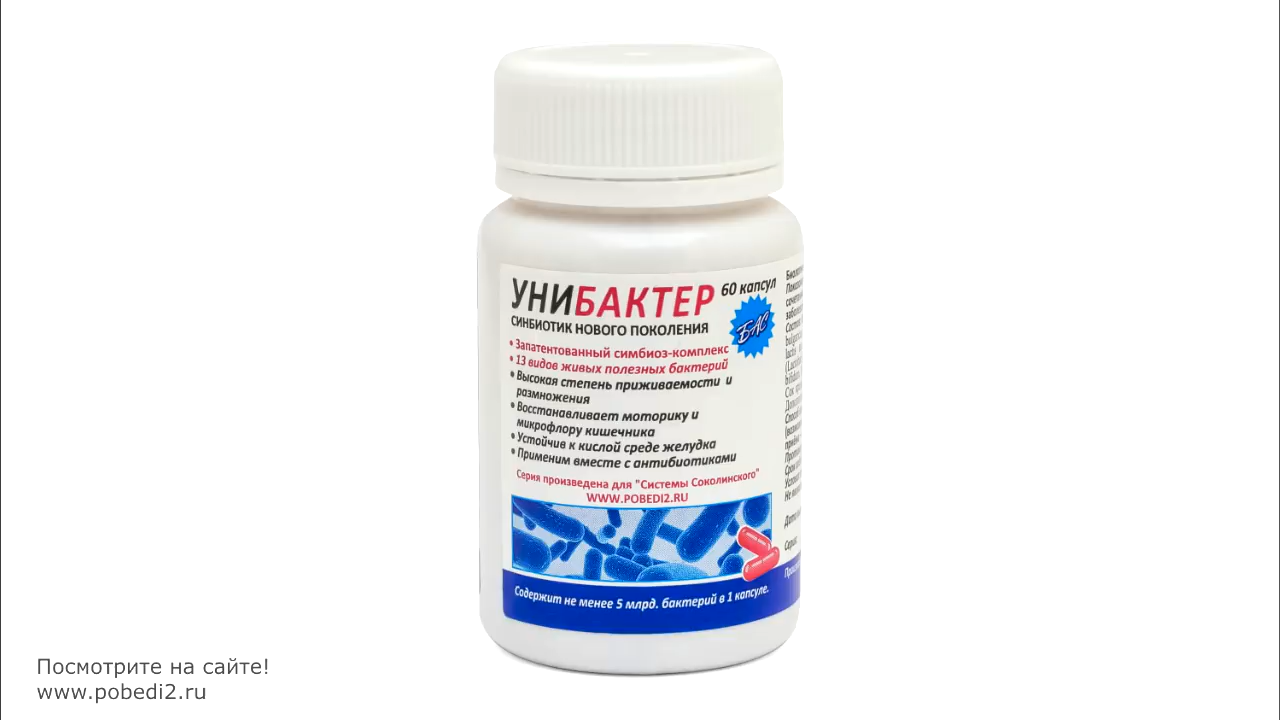 УНИБАКТЕР
60 капсул
СИНБИОТИК НОВОГО ПОКОЛЕНИЯ
БАС
• Запатентованный симбиоз-комплекс
• 13 видов живых полезных бактерий
• Высокая степень приживаемости и
размножения
• Восстанавливает моторику и
микрофлору кишечника
• Устойчив к кислой среде желудка
• Применим вместе с антибиотиками
Серия произведена для "Системы Соколинского"
WWW.POBEDI2.RU
Содержит не менее 5 млрд. бактерий в 1 капсуле.
Посмотрите на сайте!
www.pobedi2.ru